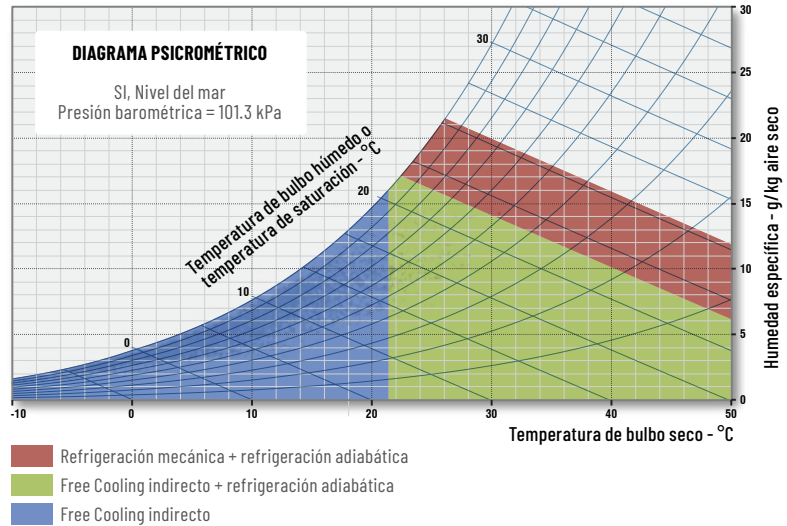 DIAGRAMA PSICROMÉTRICO
SI, Nivel del mar
Presión barométrica = 101.3 kPa
Temperatura de bulbo húmedo o
temperatura de saturación - °C
0
10
20
30
30
25
20
15
10
5
0
Humedad específica - g/kg aire seco
-10
0
10
20
30
40
50
Temperatura de bulbo seco - °C
Refrigeración mecánica + refrigeración adiabática
Free Cooling indirecto + refrigeración adiabática
Free Cooling indirecto